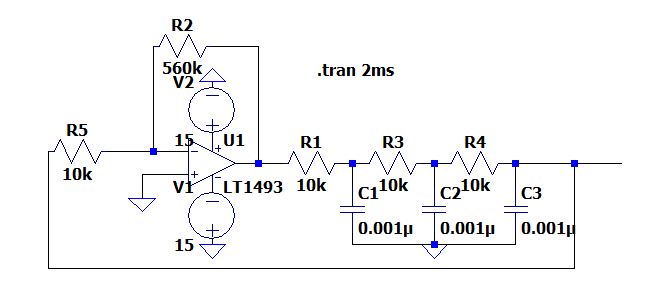 R2
560k
V2
.tran 2ms
R5
15
U1
R1
R3
R4
10k
V1
LT1493
10k
10k
10k
C1
C2
C3
0.001µ
0.001µ
0.001µ
15